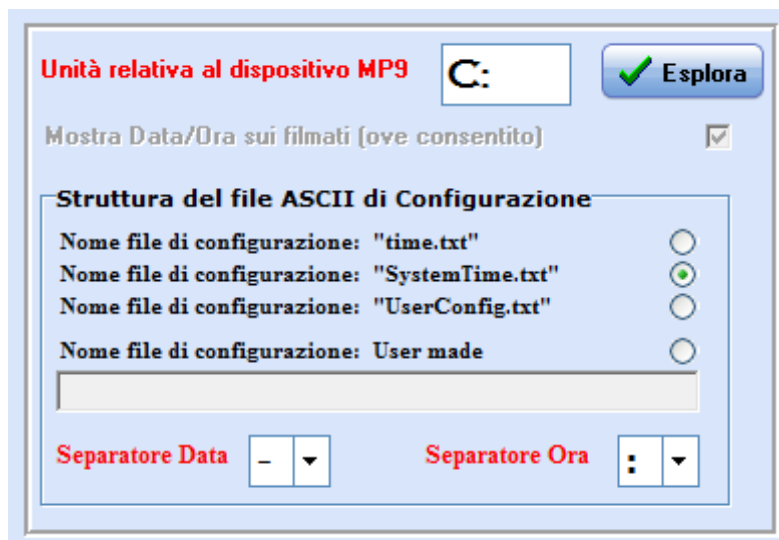 Unità relativa al dispositivo MP9 C: Esplora
Mostra Data/Ora sui filmati (ove consentito)
Struttura del file ASCII di Configurazione
Nome file di configurazione: "time.txt"
Nome file di configurazione: "SystemTime.txt"
Nome file di configurazione: "UserConfig.txt"
Nome file di configurazione: User made
Separatore Data - Separatore Ora :